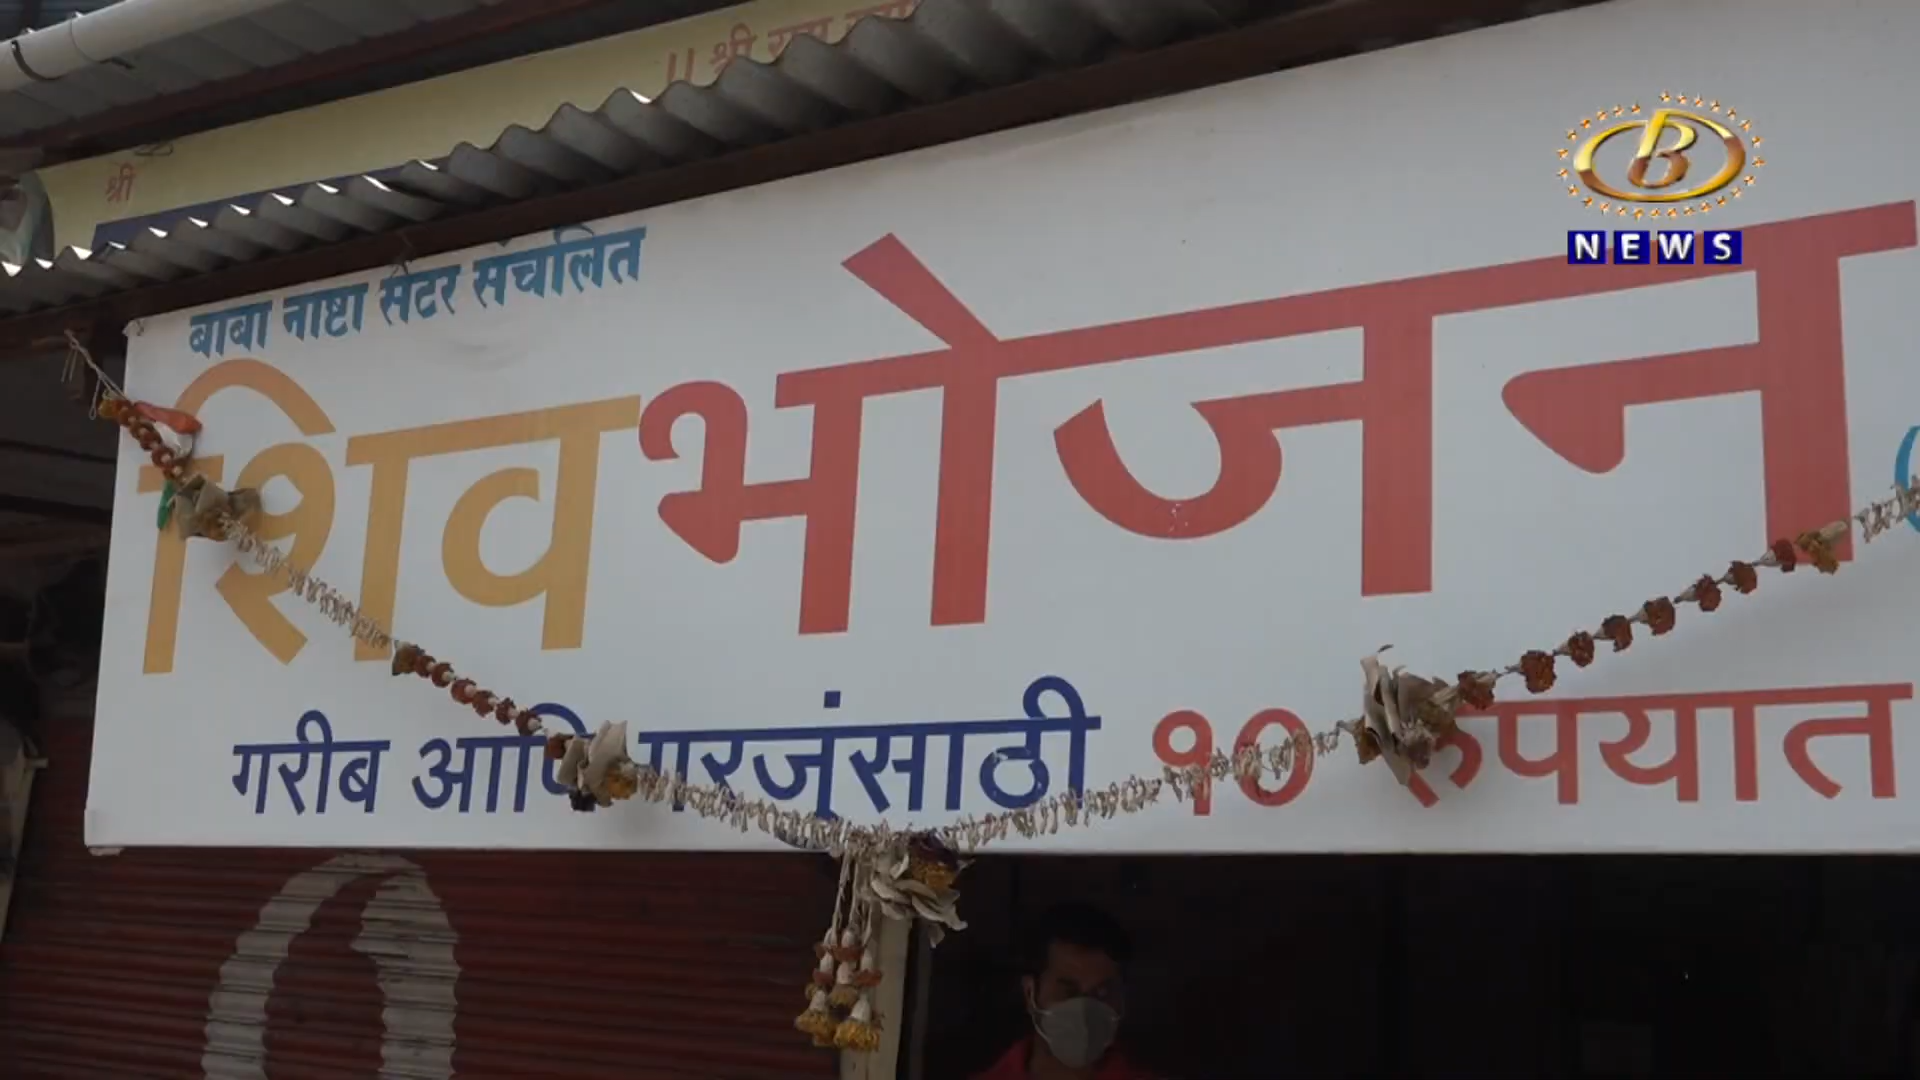 || श्री राम
श्री
B
NEWS
बाबा नाष्टा सेंटर संचलित
शिवभोजन
गरीब आणि गरजूंसाठी १० रुपयात